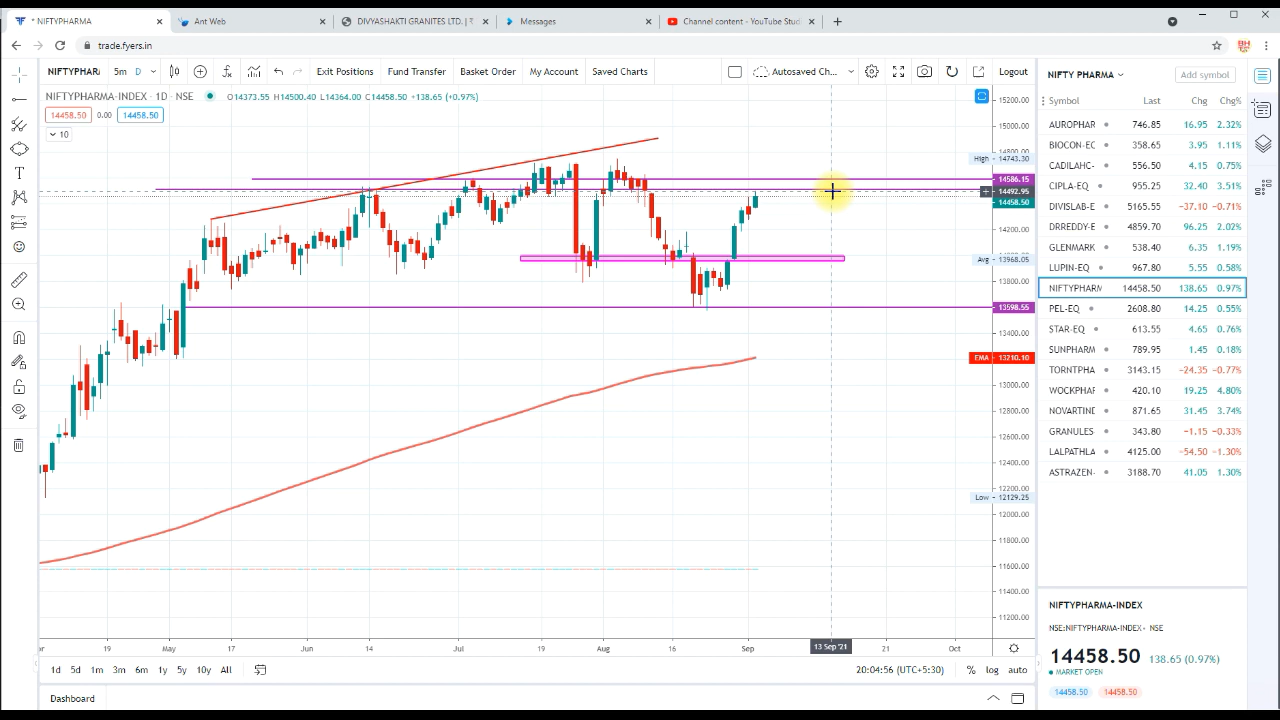 * NIFTYPHARMA
Ant Web
DIVYASHAKTI GRANITES LTD. | ₹
Messages
Channel content - YouTube Stud
trade.fyers.in
NIFTYPHAR
5m
D
Exit Positions
Fund Transfer
Basket Order
My Account
Saved Charts
Autosaved Ch...
Logout
NIFTYPHARMA-INDEX · 1D · NSE
O14373.55 H14500.40 L14364.00 C14458.50 +138.65 (+0.97%)
14458.50 0.00 14458.50
10
15200.00
15000.00
14800.00
High 14743.30
14586.15
14492.95
14458.50
14200.00
Avg 13968.05
13800.00
13598.55
13400.00
EMA 13210.10
13000.00
12800.00
12600.00
12400.00
12200.00
Low 12129.25
12000.00
11800.00
11600.00
11400.00
11200.00
19
May
17
Jun
14
Jul
19
Aug
16
Sep
13 Sep '21
21
Oct
1d 5d 1m 3m 6m 1y 5y 10y All
20:04:56 (UTC+5:30)
% log auto
Dashboard
NIFTY PHARMA
Add symbol
Symbol Last Chg Chg%
AUROPHAR 746.85 16.95 2.32%
BIOCON-EQ 358.65 3.95 1.11%
CADILAHC- 556.50 4.15 0.75%
CIPLA-EQ 955.25 32.40 3.51%
DIVISLAB-E 5165.55 -37.10 -0.71%
DRREDDY-E 4859.70 96.25 2.02%
GLENMARK 538.40 6.35 1.19%
LUPIN-EQ 967.80 5.55 0.58%
NIFTYPHARM 14458.50 138.65 0.97%
PEL-EQ 2608.80 14.25 0.55%
STAR-EQ 613.55 4.65 0.76%
SUNPHARM 789.95 1.45 0.18%
TORNTPHA 3143.15 -24.35 -0.77%
WOCKPHAR 420.10 19.25 4.80%
NOVARTIND 871.65 31.45 3.74%
GRANULES 343.80 -1.15 -0.33%
LALPATHLA 4125.00 -54.50 -1.30%
ASTRAZEN- 3188.70 41.05 1.30%
NIFTYPHARMA-INDEX
NSE:NIFTYPHARMA-INDEX · NSE
14458.50 138.65 (0.97%)
MARKET OPEN
14458.50 14458.50